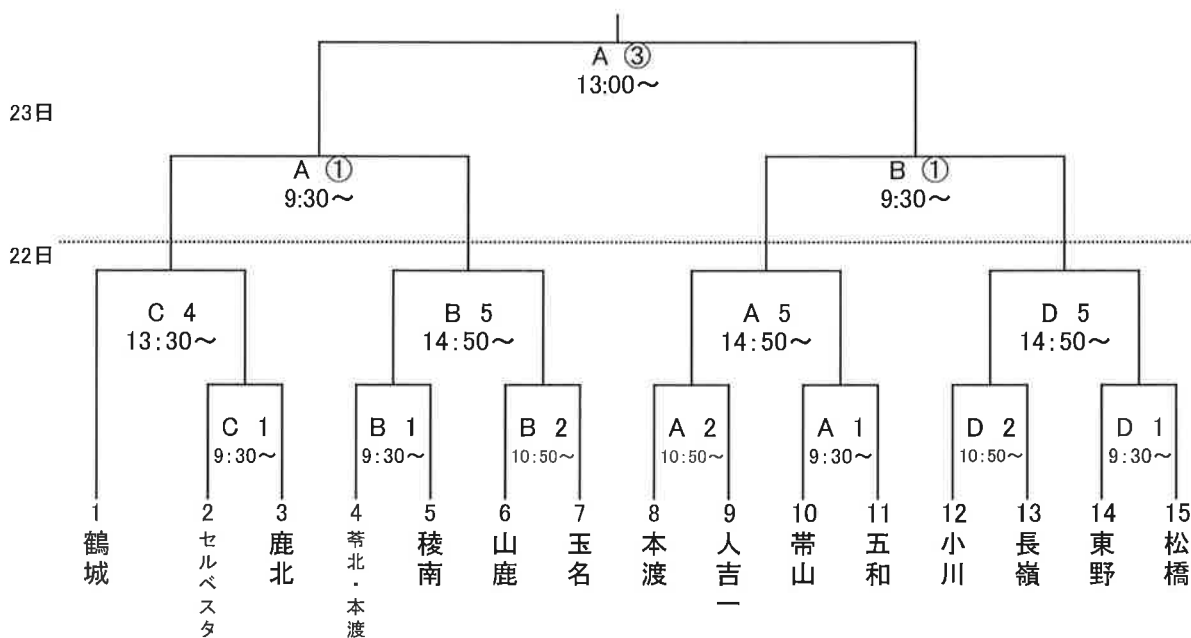 A ③
13:00～
23日
A ①
9:30～
B ①
9:30～
22日
C 4
13:30～
B 5
14:50～
A 5
14:50～
D 5
14:50～
C 1
9:30～
B 1
9:30～
B 2
10:50～
A 2
10:50～
A 1
9:30～
D 2
10:50～
D 1
9:30～
1 鶴城
2 セルベスタ
3 鹿北
4 苓北・本渡
5 稜南
6 山鹿
7 玉名
8 本渡
9 人吉一
10 帯山
11 五和
12 小川
13 長嶺
14 東野
15 松橋